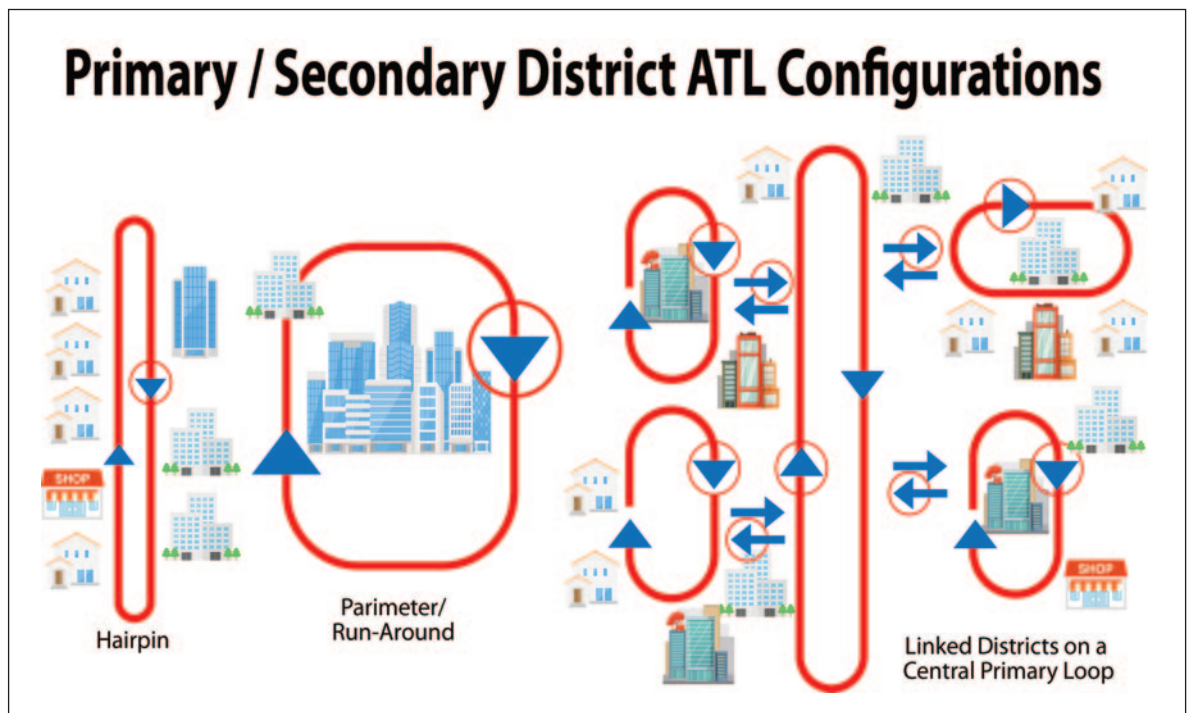 Primary / Secondary District ATL Configurations
SHOP
Hairpin
Parimeter/
Run-Around
SHOP
Linked Districts on a
Central Primary Loop